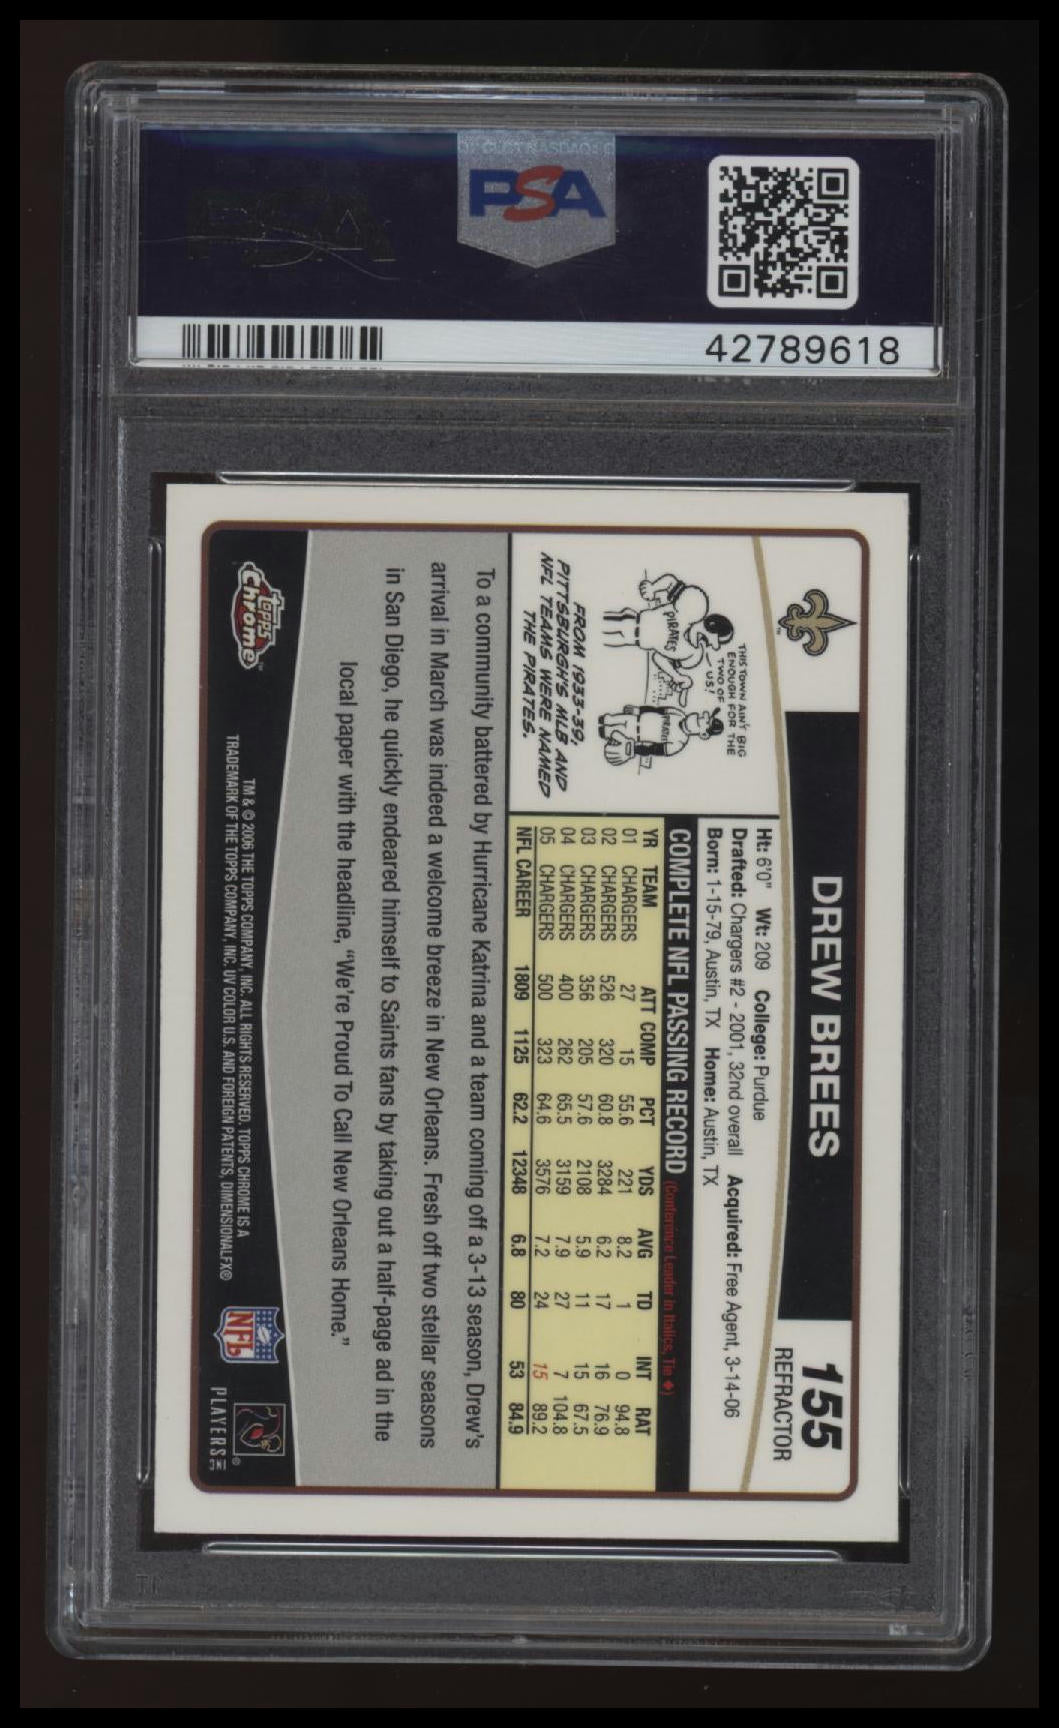 PSA
42789618
155
REFRACTOR
DREW BREES
Ht: 6'0" Wt: 209 College: Purdue
Drafted: Chargers #2 - 2001, 32nd overall Acquired: Free Agent, 3-14-06
Born: 1-15-79, Austin, TX Home: Austin, TX
THIS TOWN AIN'T BIG
ENOUGH FOR THE
TWO OF
US!
PIRATES
PIRATES
FROM 1933-39,
PITTSBURGH'S MLB AND
NFL TEAMS WERE NAMED
THE PIRATES.
COMPLETE NFL PASSING RECORD (Conference Leader in Italics, Tie ♦)
YR TEAM ATT COMP PCT YDS AVG TD INT RAT
01 CHARGERS 27 15 55.6 221 8.2 1 0 94.8
02 CHARGERS 526 320 60.8 3284 6.2 17 16 76.9
03 CHARGERS 356 205 57.6 2108 5.9 11 15 67.5
04 CHARGERS 400 262 65.5 3159 7.9 27 7 104.8
05 CHARGERS 500 323 64.6 3576 7.2 24 15 89.2
NFL CAREER 1809 1125 62.2 12348 6.8 80 53 84.9
To a community battered by Hurricane Katrina and a team coming off a 3-13 season, Drew's
arrival in March was indeed a welcome breeze in New Orleans. Fresh off two stellar seasons
in San Diego, he quickly endeared himself to Saints fans by taking out a half-page ad in the
local paper with the headline, "We're Proud To Call New Orleans Home."
Topps
Chrome
TM & © 2006 THE TOPPS COMPANY, INC. ALL RIGHTS RESERVED. TOPPS CHROME IS A
TRADEMARK OF THE TOPPS COMPANY, INC. UV COLOR U.S. AND FOREIGN PATENTS, DIMENSIONALFX®
NFL
PLAYERS INC